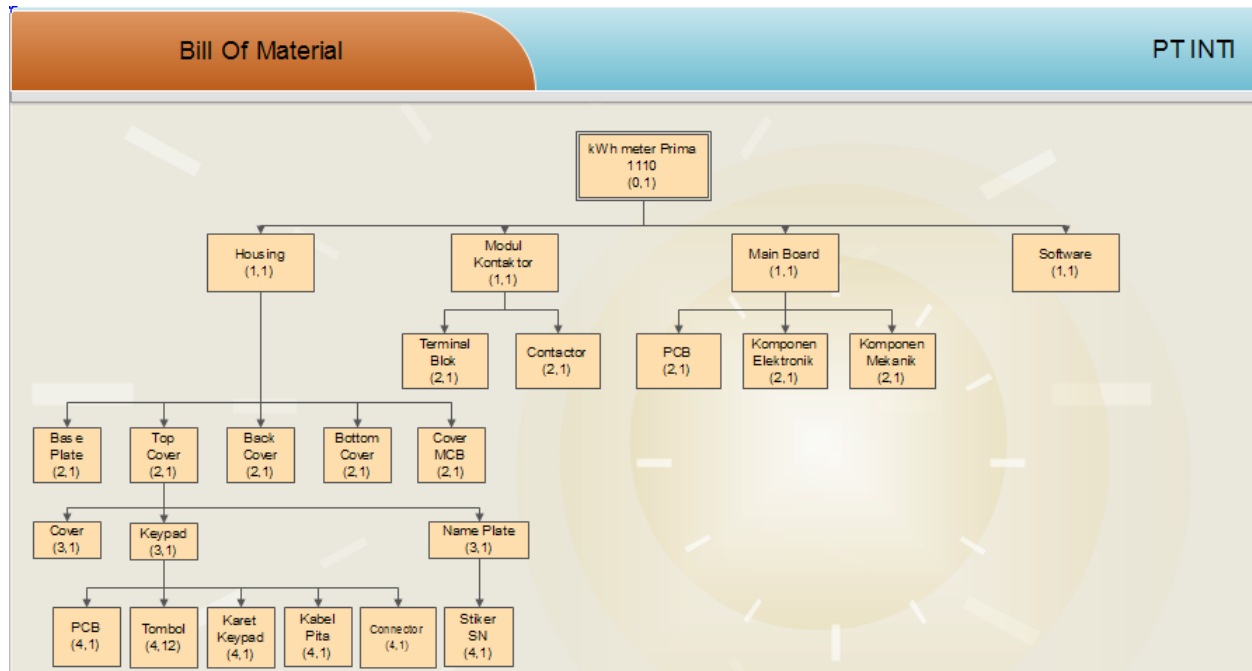 Bill Of Material
PT INTI
kWh meter Prima
1110
(0,1)
Housing
(1,1)
Modul
Kontaktor
(1,1)
Main Board
(1,1)
Software
(1,1)
Terminal
Blok
(2,1)
Contactor
(2,1)
PCB
(2,1)
Komponen
Elektronik
(2,1)
Komponen
Mekanik
(2,1)
Base
Plate
(2,1)
Top
Cover
(2,1)
Back
Cover
(2,1)
Bottom
Cover
(2,1)
Cover
MCB
(2,1)
Cover
(3,1)
Keypad
(3,1)
Name Plate
(3,1)
PCB
(4,1)
Tombol
(4,12)
Karet
Keypad
(4,1)
Kabel
Pita
(4,1)
Connector
(4,1)
Stiker
SN
(4,1)